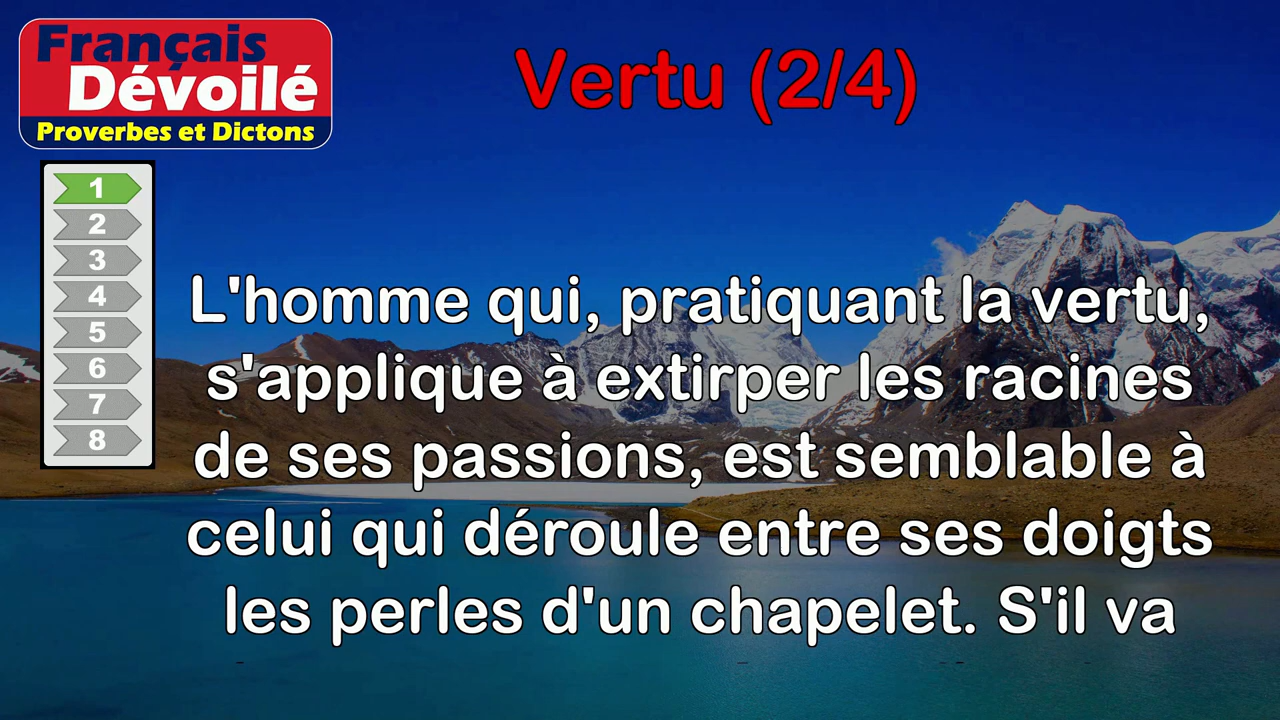 Français
Dévoilé
Proverbes et Dictons
Vertu (2/4)
1
2
3
4
5
6
7
8
L'homme qui, pratiquant la vertu,
s'applique à extirper les racines
de ses passions, est semblable à
celui qui déroule entre ses doigts
les perles d'un chapelet. S'il va